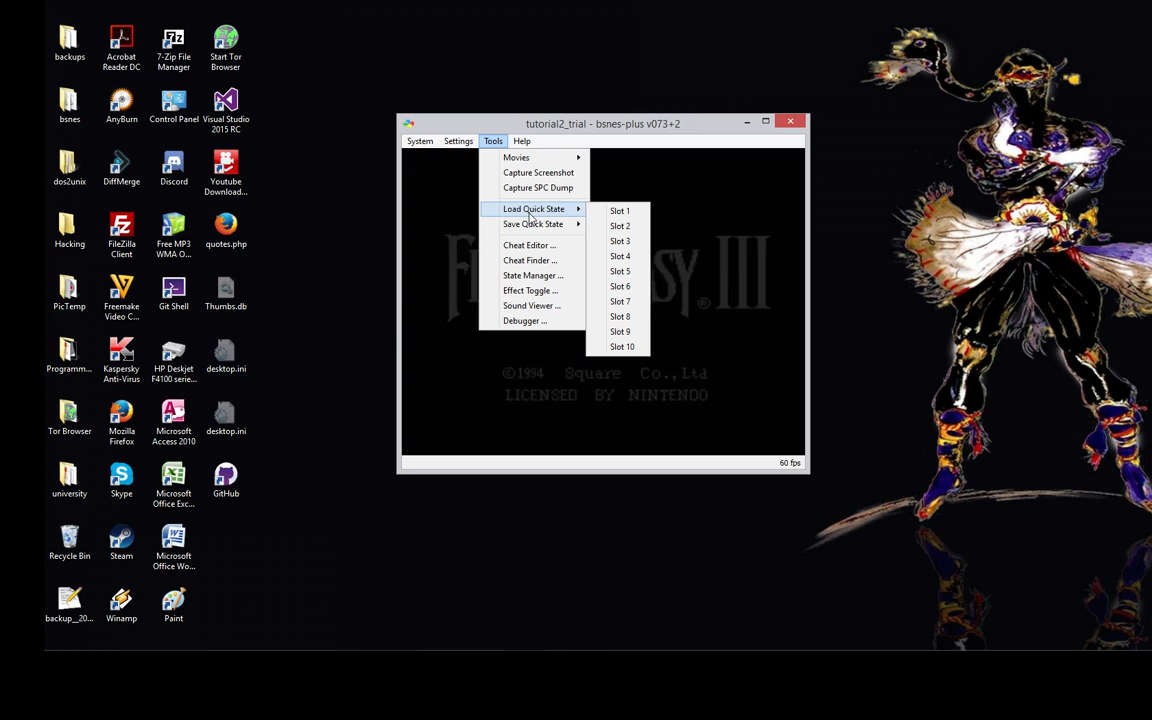 backups
Acrobat
Reader DC
7-Zip File
Manager
Start Tor
Browser
bsnes
AnyBurn
Control Panel
Visual Studio
2015 RC
dos2unix
DiffMerge
Discord
Youtube
Download...
Hacking
FileZilla
Client
Free MP3
WMA O...
quotes.php
PicTemp
Freemake
Video C...
Git Shell
Thumbs.db
Programm...
Kaspersky
Anti-Virus
HP Deskjet
F4100 serie...
desktop.ini
Tor Browser
Mozilla
Firefox
Microsoft
Access 2010
desktop.ini
university
Skype
Microsoft
Office Exc...
GitHub
Recycle Bin
Steam
Microsoft
Office Wo...
backup_20...
Winamp
Paint
tutorial2_trial - bsnes-plus v073+2
System Settings Tools Help
Movies
Capture Screenshot
Capture SPC Dump
Load Quick State
Save Quick State
Cheat Editor ...
Cheat Finder ...
State Manager ...
Effect Toggle ...
Sound Viewer ...
Debugger ...
Slot 1
Slot 2
Slot 3
Slot 4
Slot 5
Slot 6
Slot 7
Slot 8
Slot 9
Slot 10
III
©1994 Square Co.,Ltd
LICENSED BY NINTENDO
60 fps